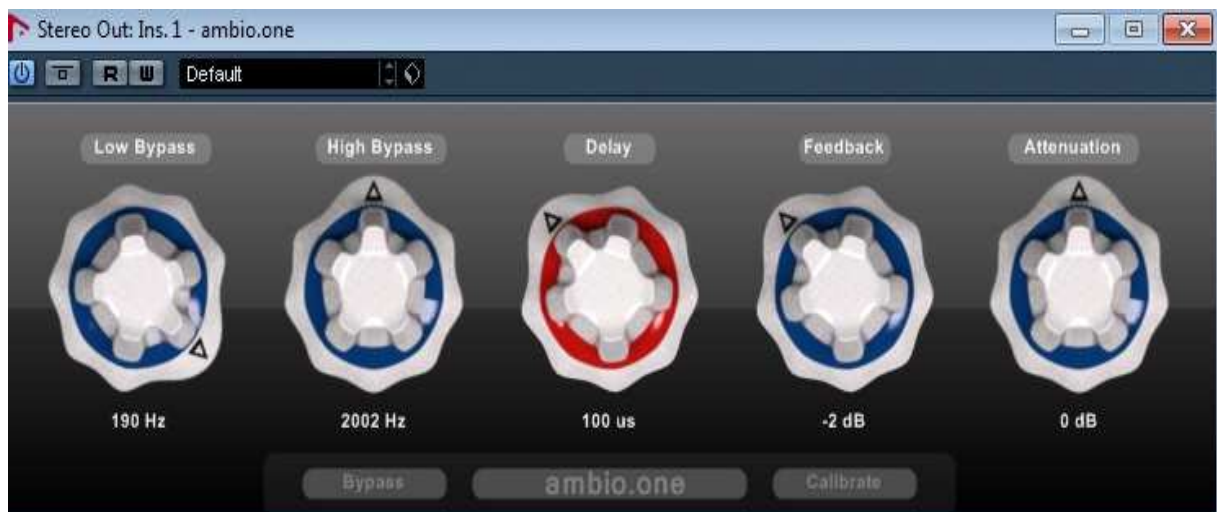 Stereo Out: Ins. 1 - ambio.one
R W Default
Low Bypass High Bypass Delay Feedback Attenuation
190 Hz 2002 Hz 100 us -2 dB 0 dB
Bypass ambio.one Calibrate